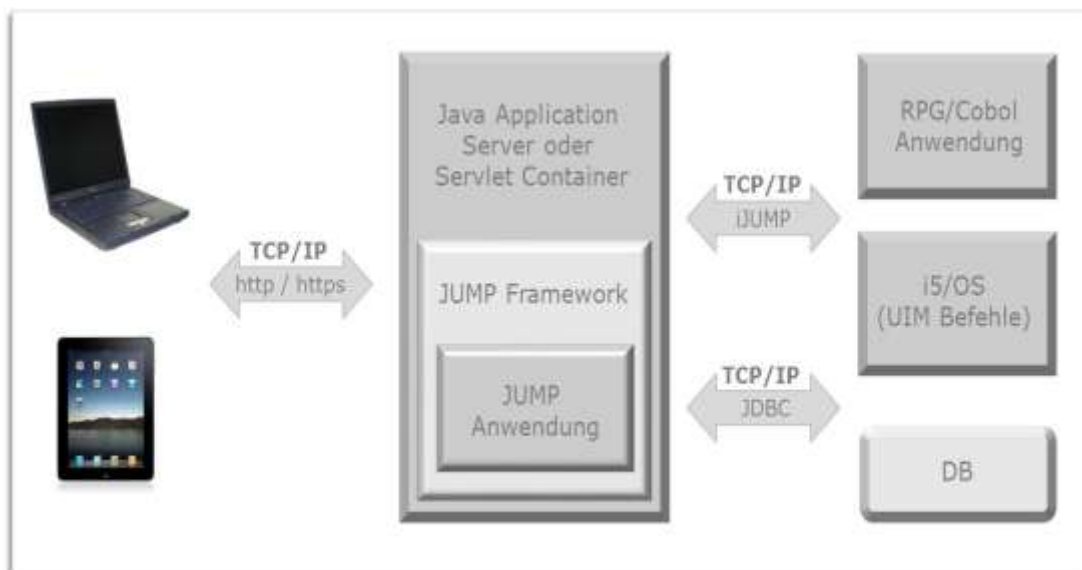 TCP/IP
http / https
Java Application
Server oder
Servlet Container
JUMP Framework
JUMP
Anwendung
TCP/IP
iJUMP
TCP/IP
JDBC
RPG/Cobol
Anwendung
i5/OS
(UIM Befehle)
DB